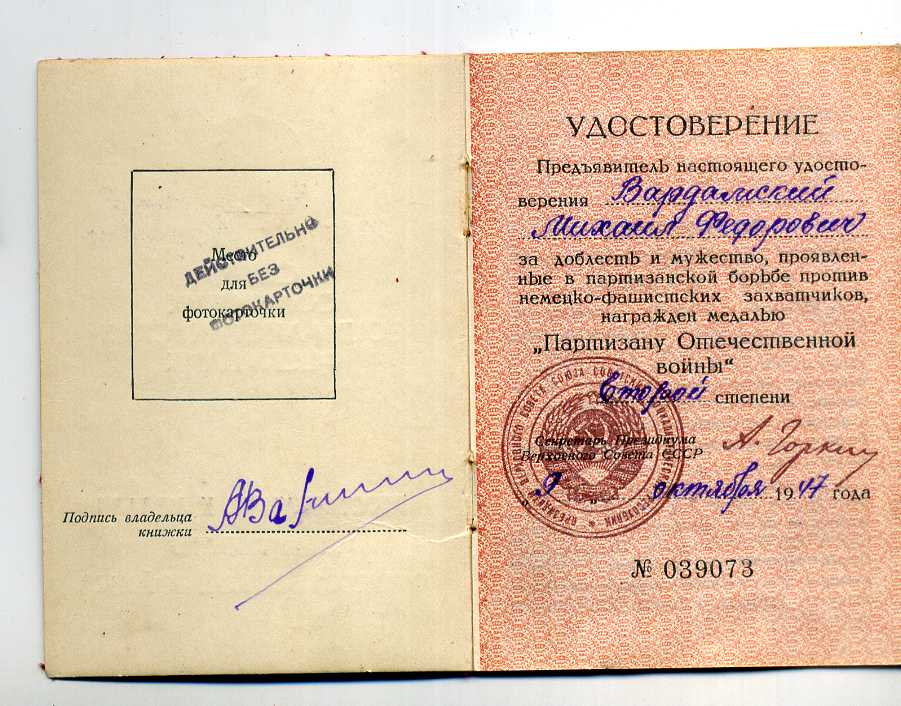 Место
для
фотокарточки
ДЕЙСТВИТЕЛЬНО
БЕЗ
ФОТОКАРТОЧКИ
Подпись владельца
книжки
УДОСТОВЕРЕНИЕ
Предъявитель настоящего удосто-
верения Вардамский
Михаил Федорович
за доблесть и мужество, проявлен-
ные в партизанской борьбе против
немецко-фашистских захватчиков,
награжден медалью
„Партизану Отечественной
войны“
Второй степени
Секретарь Президиума
Верховного Совета СССР
А. Горкин
9 октября 1947 года
№ 039073